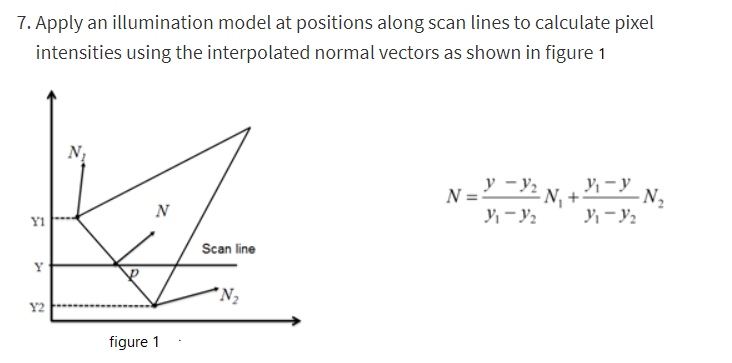 7. Apply an illumination model at positions along scan lines to calculate pixel
intensities using the interpolated normal vectors as shown in figure 1
N₁
N
Y1
Scan line
Y
p
N₂
Y2
figure 1
N = (y - y₂)/(y₁ - y₂) N₁ + (y₁ - y)/(y₁ - y₂) N₂